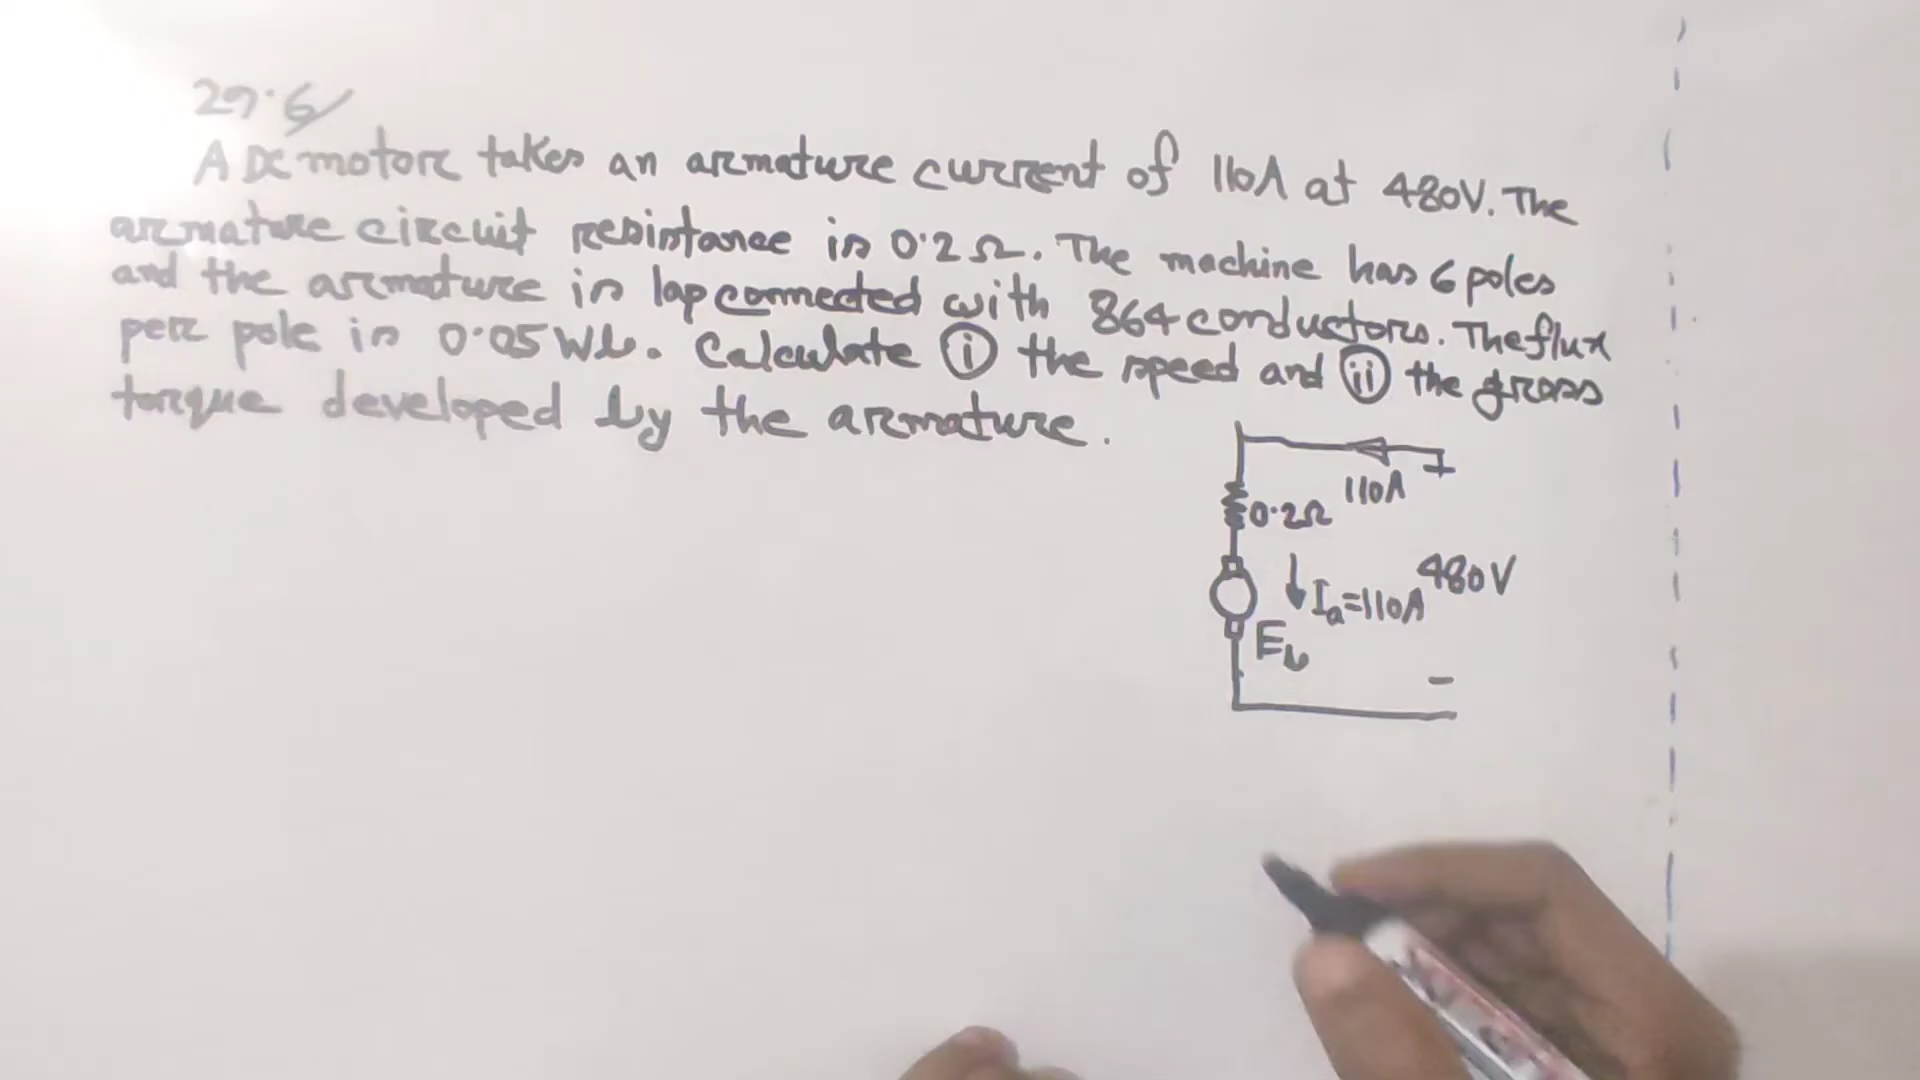 29.6
A DC motor takes an armature current of 110A at 480V. The
armature circuit resistance is 0.2Ω. The machine has 6 poles
and the armature is lap connected with 864 conductors. The flux
per pole is 0.05 Wb. Calculate (i) the speed and (ii) the gross
torque developed by the armature.
+
110A
0.2Ω
480V
Ia=110A
Eb
-